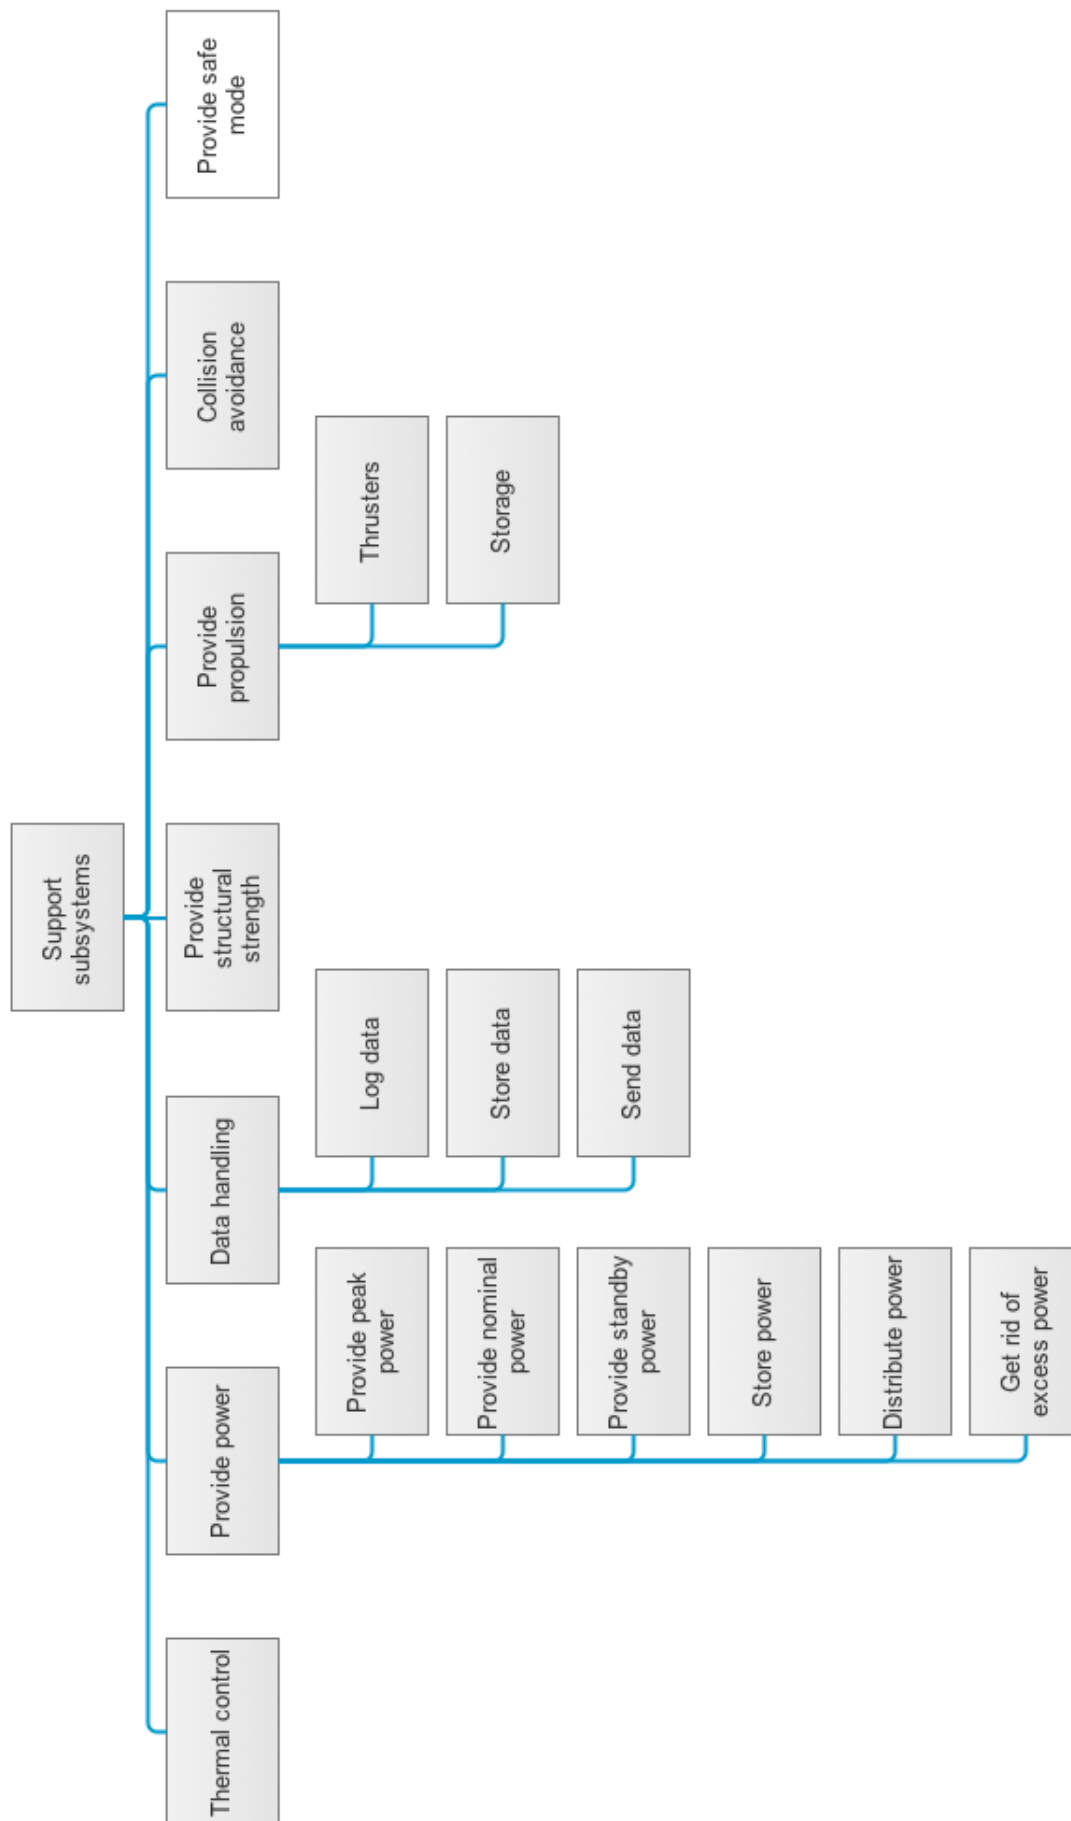 Support
subsystems
Thermal control
Provide power
Provide peak
power
Provide nominal
power
Provide standby
power
Store power
Distribute power
Get rid of
excess power
Data handling
Log data
Store data
Send data
Provide
structural
strength
Provide
propulsion
Thrusters
Storage
Collision
avoidance
Provide safe
mode